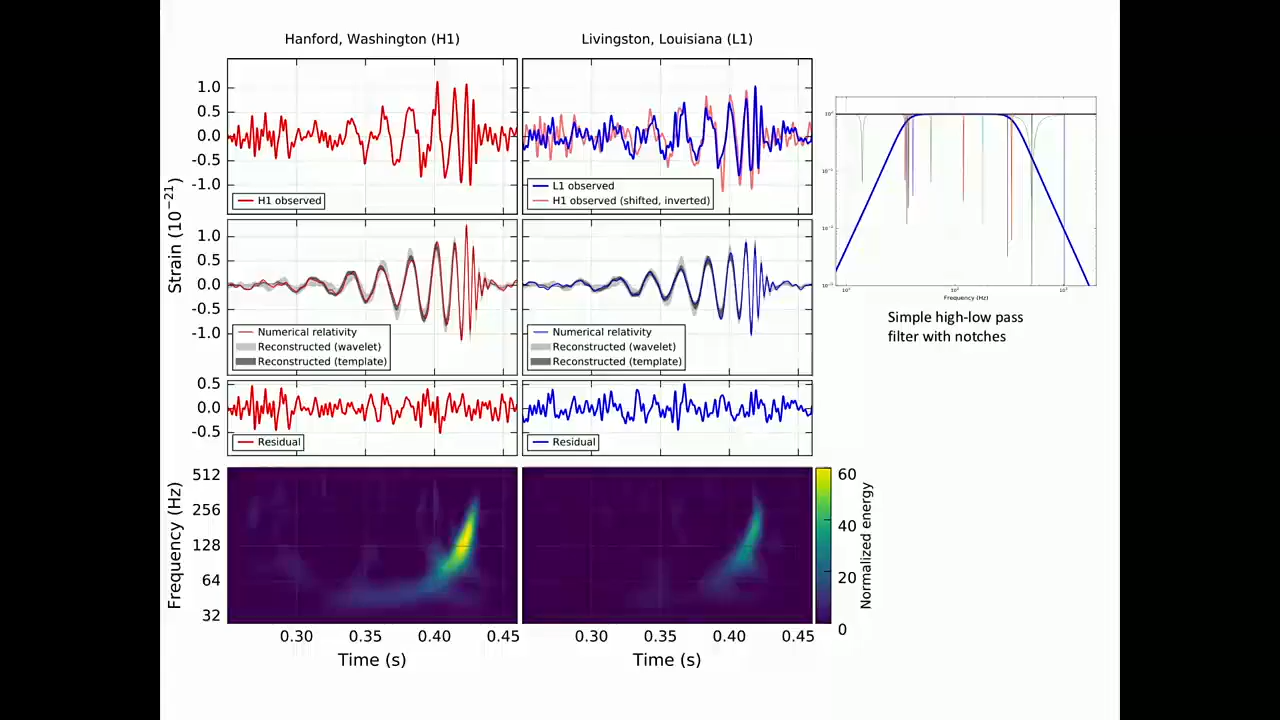 Hanford, Washington (H1)
Livingston, Louisiana (L1)
Strain (10⁻²¹)
1.0
0.5
0.0
-0.5
-1.0
H1 observed
L1 observed
H1 observed (shifted, inverted)
1.0
0.5
0.0
-0.5
-1.0
Numerical relativity
Reconstructed (wavelet)
Reconstructed (template)
Numerical relativity
Reconstructed (wavelet)
Reconstructed (template)
0.5
0.0
-0.5
Residual
Residual
Frequency (Hz)
512
256
128
64
32
0.30 0.35 0.40 0.45
Time (s)
0.30 0.35 0.40 0.45
Time (s)
60
40
20
0
Normalized energy
Frequency (Hz)
Simple high-low pass
filter with notches